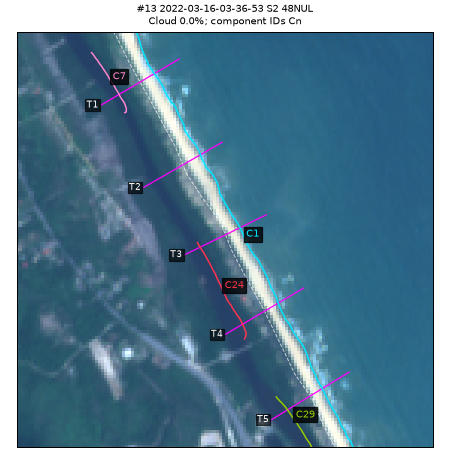 #13 2022-03-16-03-36-53 S2 48NUL
Cloud 0.0%; component IDs Cn
C7
T1
T2
C1
T3
C24
T4
C29
T5